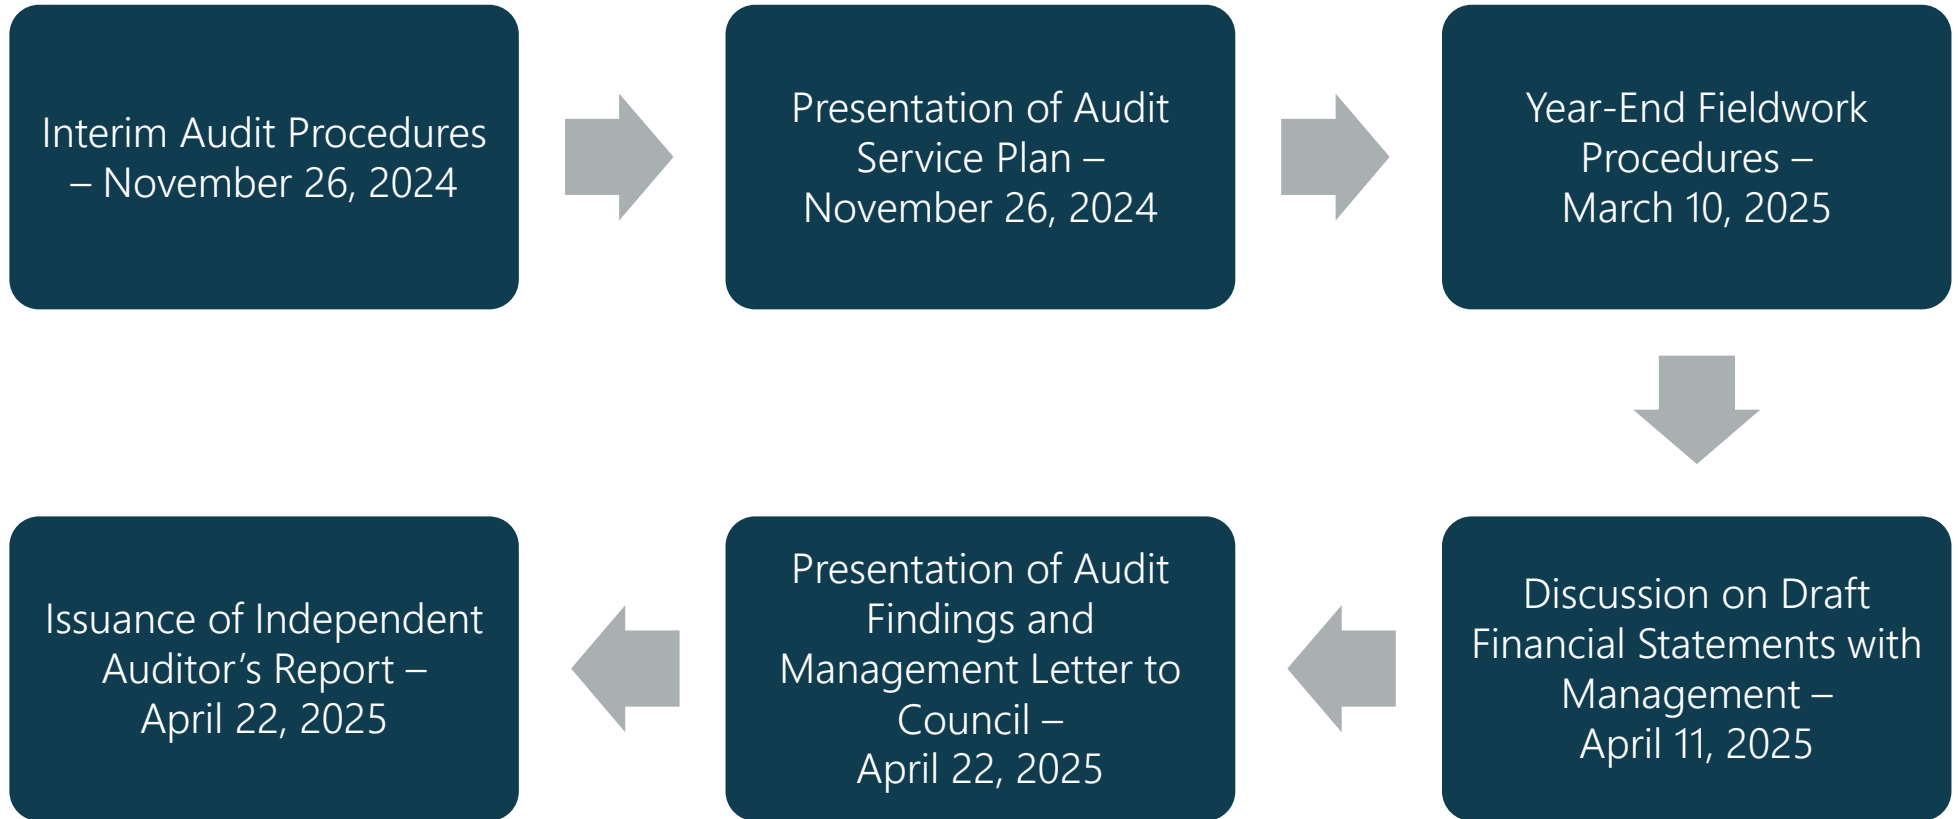 Interim Audit Procedures
– November 26, 2024
Presentation of Audit
Service Plan –
November 26, 2024
Year-End Fieldwork
Procedures –
March 10, 2025
Discussion on Draft
Financial Statements with
Management –
April 11, 2025
Presentation of Audit
Findings and
Management Letter to
Council –
April 22, 2025
Issuance of Independent
Auditor’s Report –
April 22, 2025